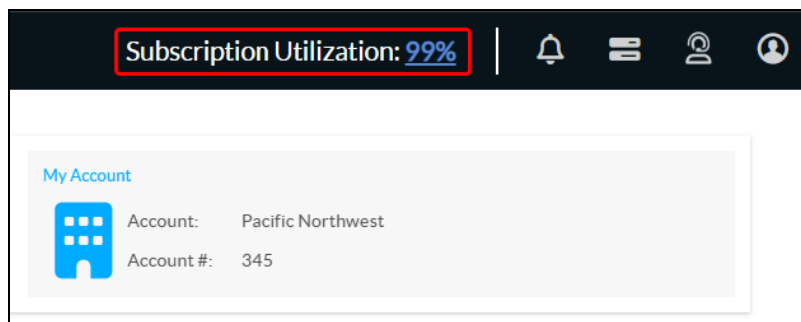 Subscription Utilization: 99%
My Account
Account: Pacific Northwest
Account #: 345